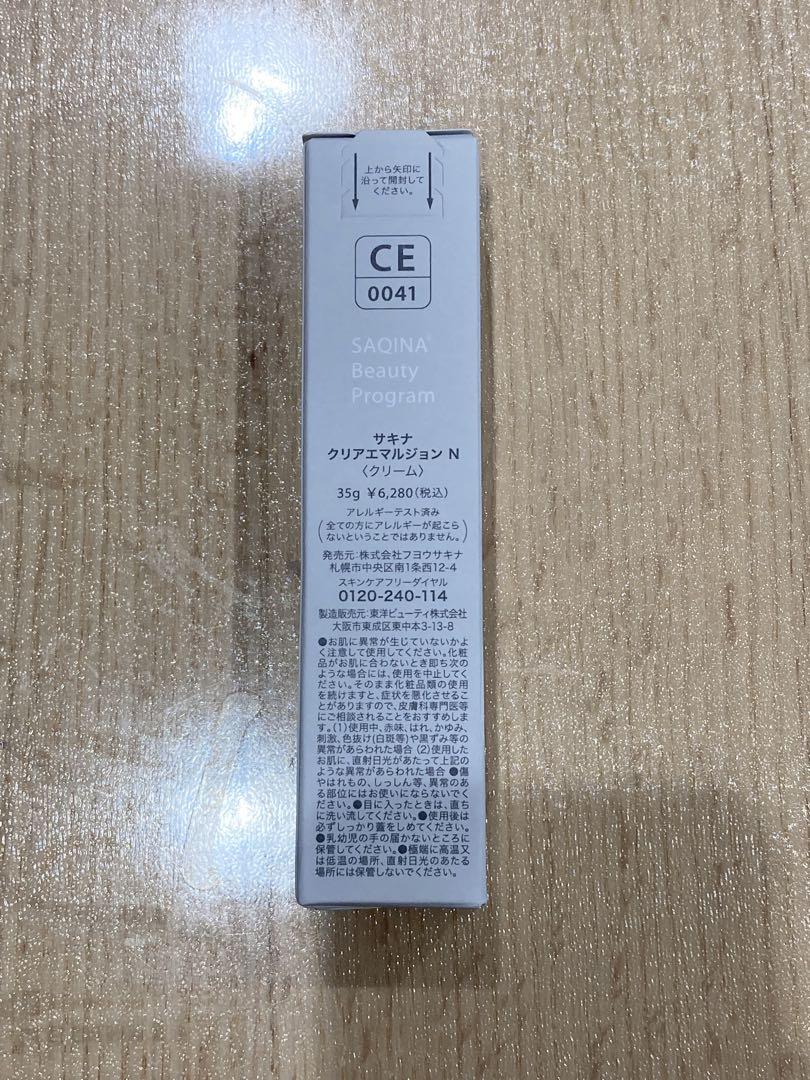 上から矢印に
沿って開封して
ください。
CE
0041
SAQINA®
Beauty
Program
サキナ
クリアエマルジョン N
〈クリーム〉
35g ¥6,280(税込)
アレルギーテスト済み
(全ての方にアレルギーが起こら
ないということではありません。)
発売元:株式会社フヨウサキナ
札幌市中央区南1条西12-4
スキンケアフリーダイヤル
0120-240-114
製造販売元:東洋ビューティ株式会社
大阪市東成区東中本3-13-8
●お肌に異常が生じていないかよ
く注意して使用してください。化粧
品がお肌に合わないとき即ち次の
ような場合には、使用を中止してく
ださい。そのまま化粧品類の使用
を続けますと、症状を悪化させるこ
とがありますので、皮膚科専門医等
にご相談されることをおすすめしま
す。(1)使用中、赤味、はれ、かゆみ、
刺激、色抜け(白斑等)や黒ずみ等の
異常があらわれた場合 (2)使用した
お肌に、直射日光があたって上記の
ような異常があらわれた場合 ●傷
やはれもの、しっしん等、異常のあ
る部位にはお使いにならないでく
ださい。●目に入ったときは、直ち
に洗い流してください。●使用後は
必ずしっかり蓋をしめてください。
●乳幼児の手の届かないところに
保管してください。●極端に高温又
は低温の場所、直射日光のあたる
場所には保管しないでください。